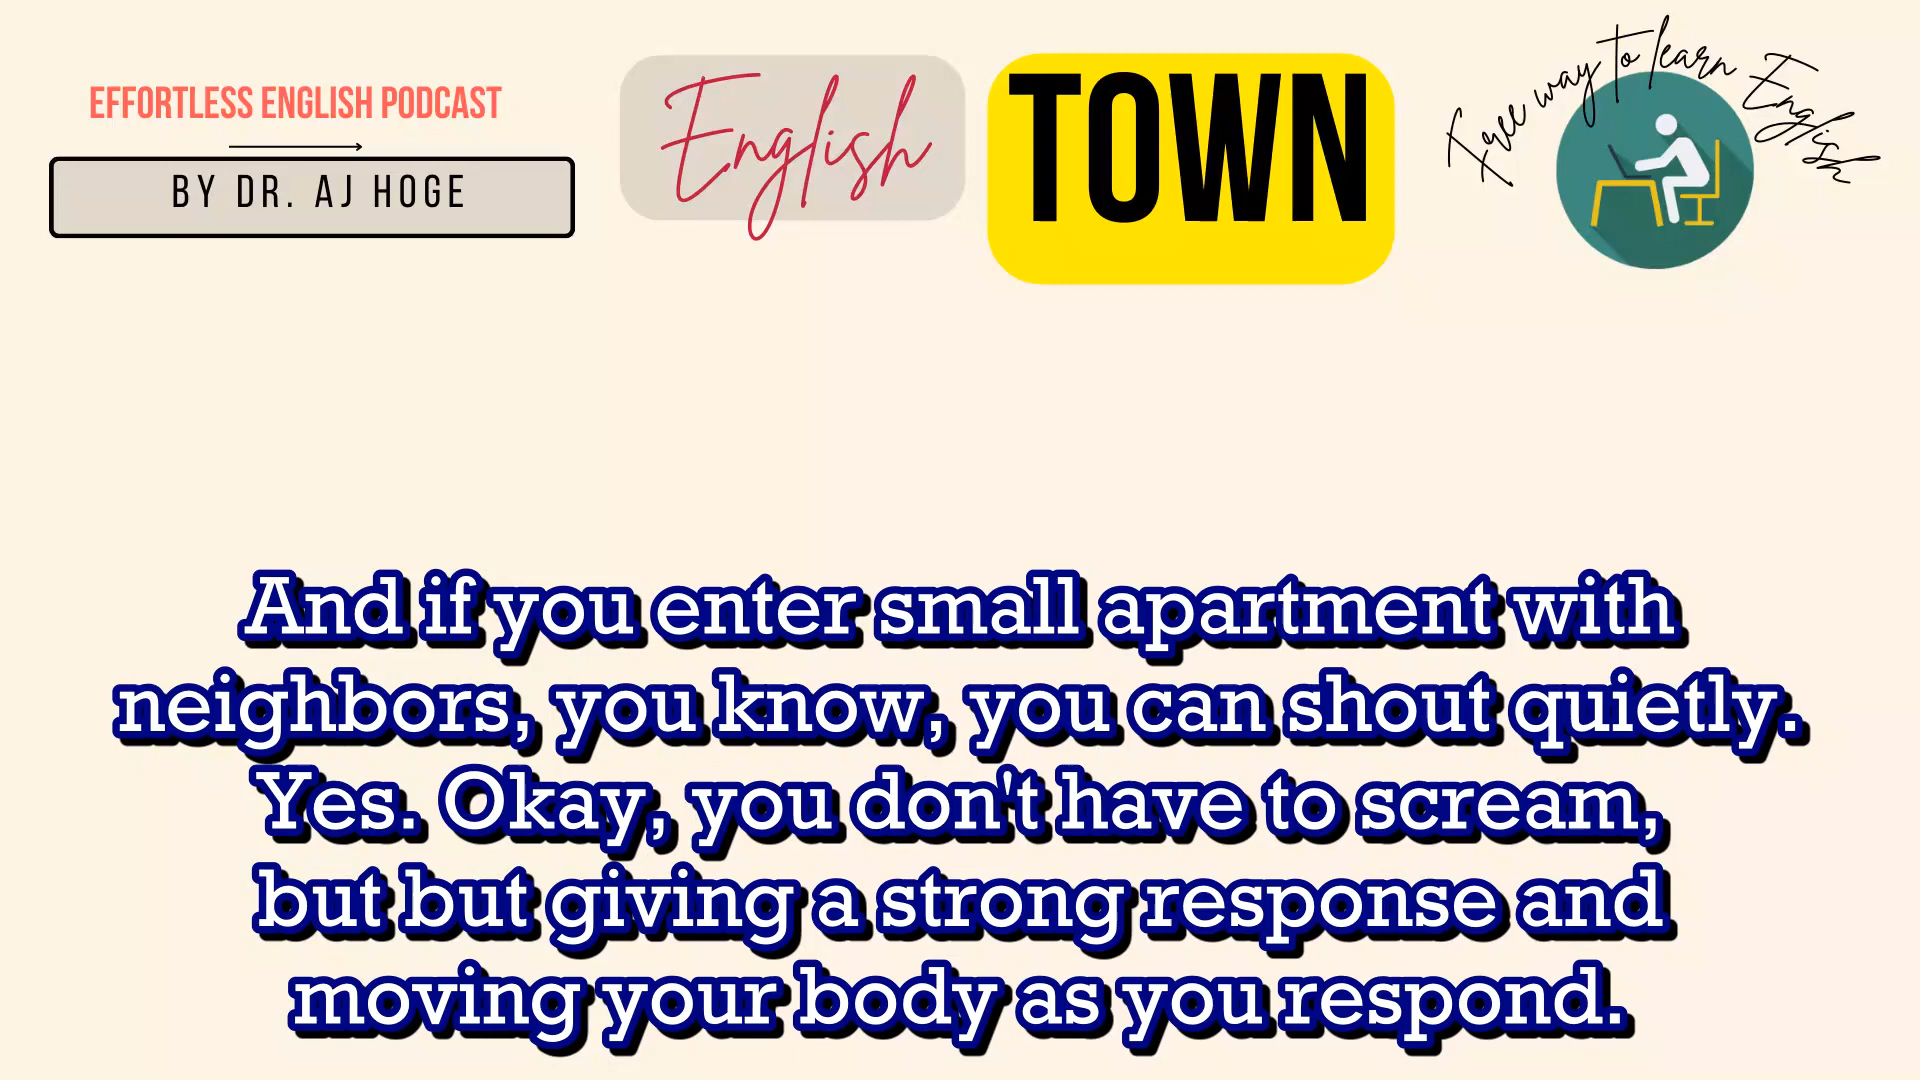 EFFORTLESS ENGLISH PODCAST
BY DR. AJ HOGE
English
TOWN
Free way to learn English
And if you enter small apartment with
neighbors, you know, you can shout quietly.
Yes. Okay, you don't have to scream,
but but giving a strong response and
moving your body as you respond.